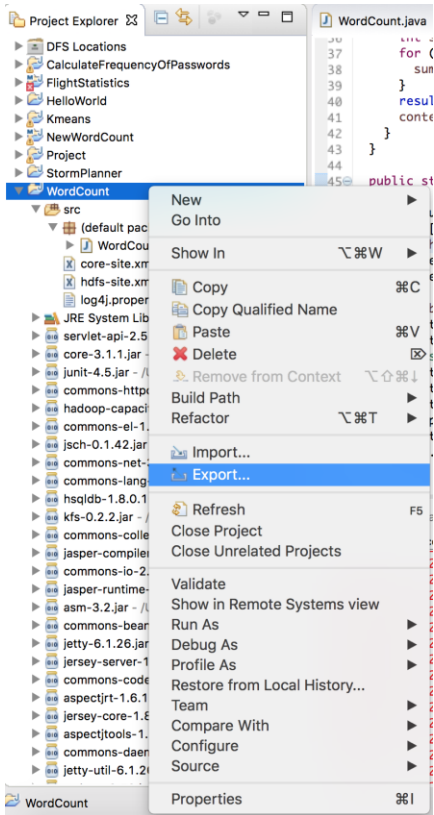 Project Explorer
WordCount.java
DFS Locations
CalculateFrequencyOfPasswords
FlightStatistics
HelloWorld
Kmeans
NewWordCount
Project
StormPlanner
WordCount
src
(default pac
WordCou
core-site.xm
hdfs-site.xm
log4j.proper
JRE System Lib
servlet-api-2.5
core-3.1.1.jar -
junit-4.5.jar - /U
commons-httpc
hadoop-capaci
commons-el-1.
jsch-0.1.42.jar
commons-net-
commons-lang-
hsqldb-1.8.0.1
kfs-0.2.2.jar - /
commons-colle
jasper-compiler
commons-io-2.
jasper-runtime-
asm-3.2.jar - /U
commons-bean
jetty-6.1.26.jar
jersey-server-1
commons-code
aspectjrt-1.6.1
jersey-core-1.8
aspectjtools-1.
commons-daen
jetty-util-6.1.26
WordCount
37 for (
38 sum
39 }
40 resul
41 conte
42 }
43 }
44
45 public st
New
Go Into
Show In ⌥⌘W
Copy ⌘C
Copy Qualified Name
Paste ⌘V
Delete ⌦
Remove from Context ⌥⇧⌘↓
Build Path
Refactor ⌥⌘T
Import...
Export...
Refresh F5
Close Project
Close Unrelated Projects
Validate
Show in Remote Systems view
Run As
Debug As
Profile As
Restore from Local History...
Team
Compare With
Configure
Source
Properties ⌘I